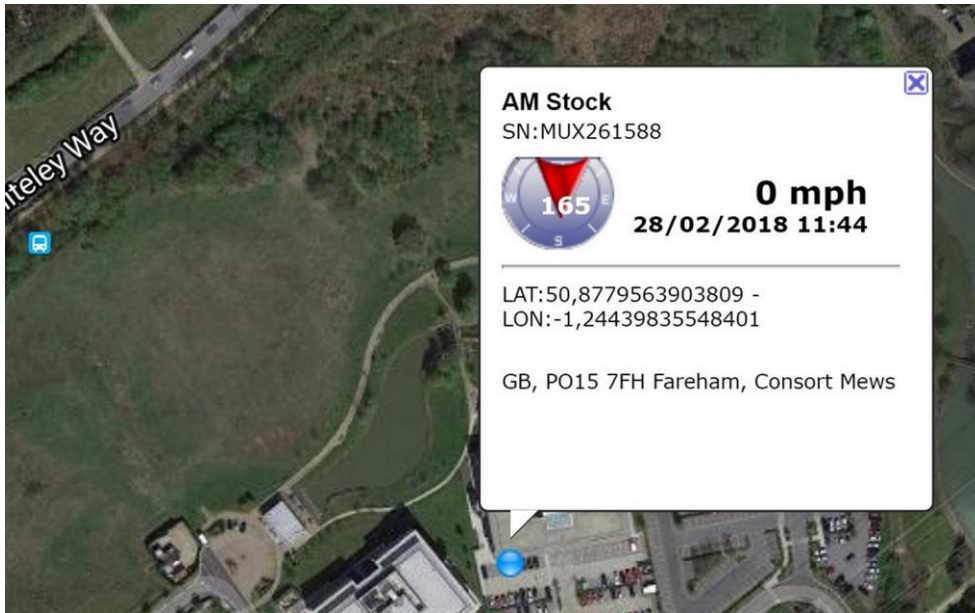 iteley Way
AM Stock
SN:MUX261588
W 165 E
S
0 mph
28/02/2018 11:44
LAT:50,8779563903809 -
LON:-1,24439835548401
GB, PO15 7FH Fareham, Consort Mews